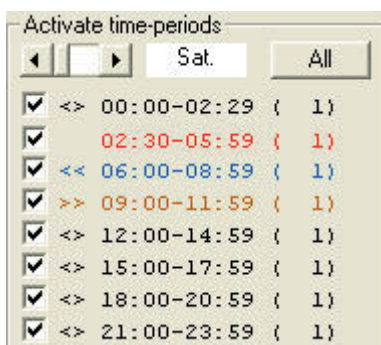 Activate time-periods
Sat. All
<> 00:00-02:29 ( 1)
02:30-05:59 ( 1)
<< 06:00-08:59 ( 1)
>> 09:00-11:59 ( 1)
<> 12:00-14:59 ( 1)
<> 15:00-17:59 ( 1)
<> 18:00-20:59 ( 1)
<> 21:00-23:59 ( 1)